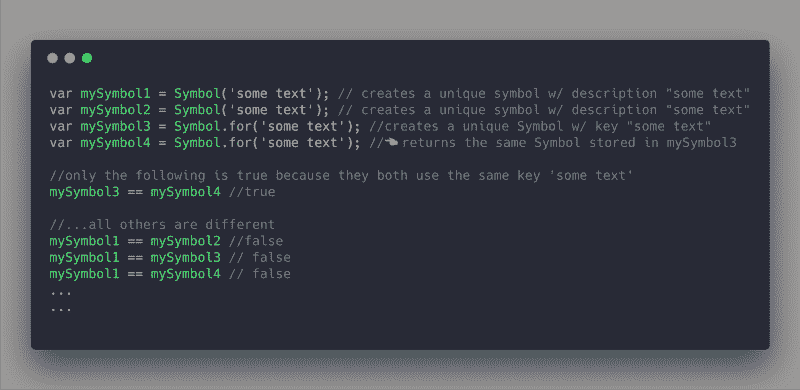 var mySymbol1 = Symbol('some text'); // creates a unique symbol w/ description "some text"
var mySymbol2 = Symbol('some text'); // creates a unique symbol w/ description "some text"
var mySymbol3 = Symbol.for('some text'); //creates a unique Symbol w/ key "some text"
var mySymbol4 = Symbol.for('some text'); //👈returns the same Symbol stored in mySymbol3
//only the following is true because they both use the same key 'some text'
mySymbol3 == mySymbol4 //true
//...all others are different
mySymbol1 == mySymbol2 //false
mySymbol1 == mySymbol3 // false
mySymbol1 == mySymbol4 // false
...
...